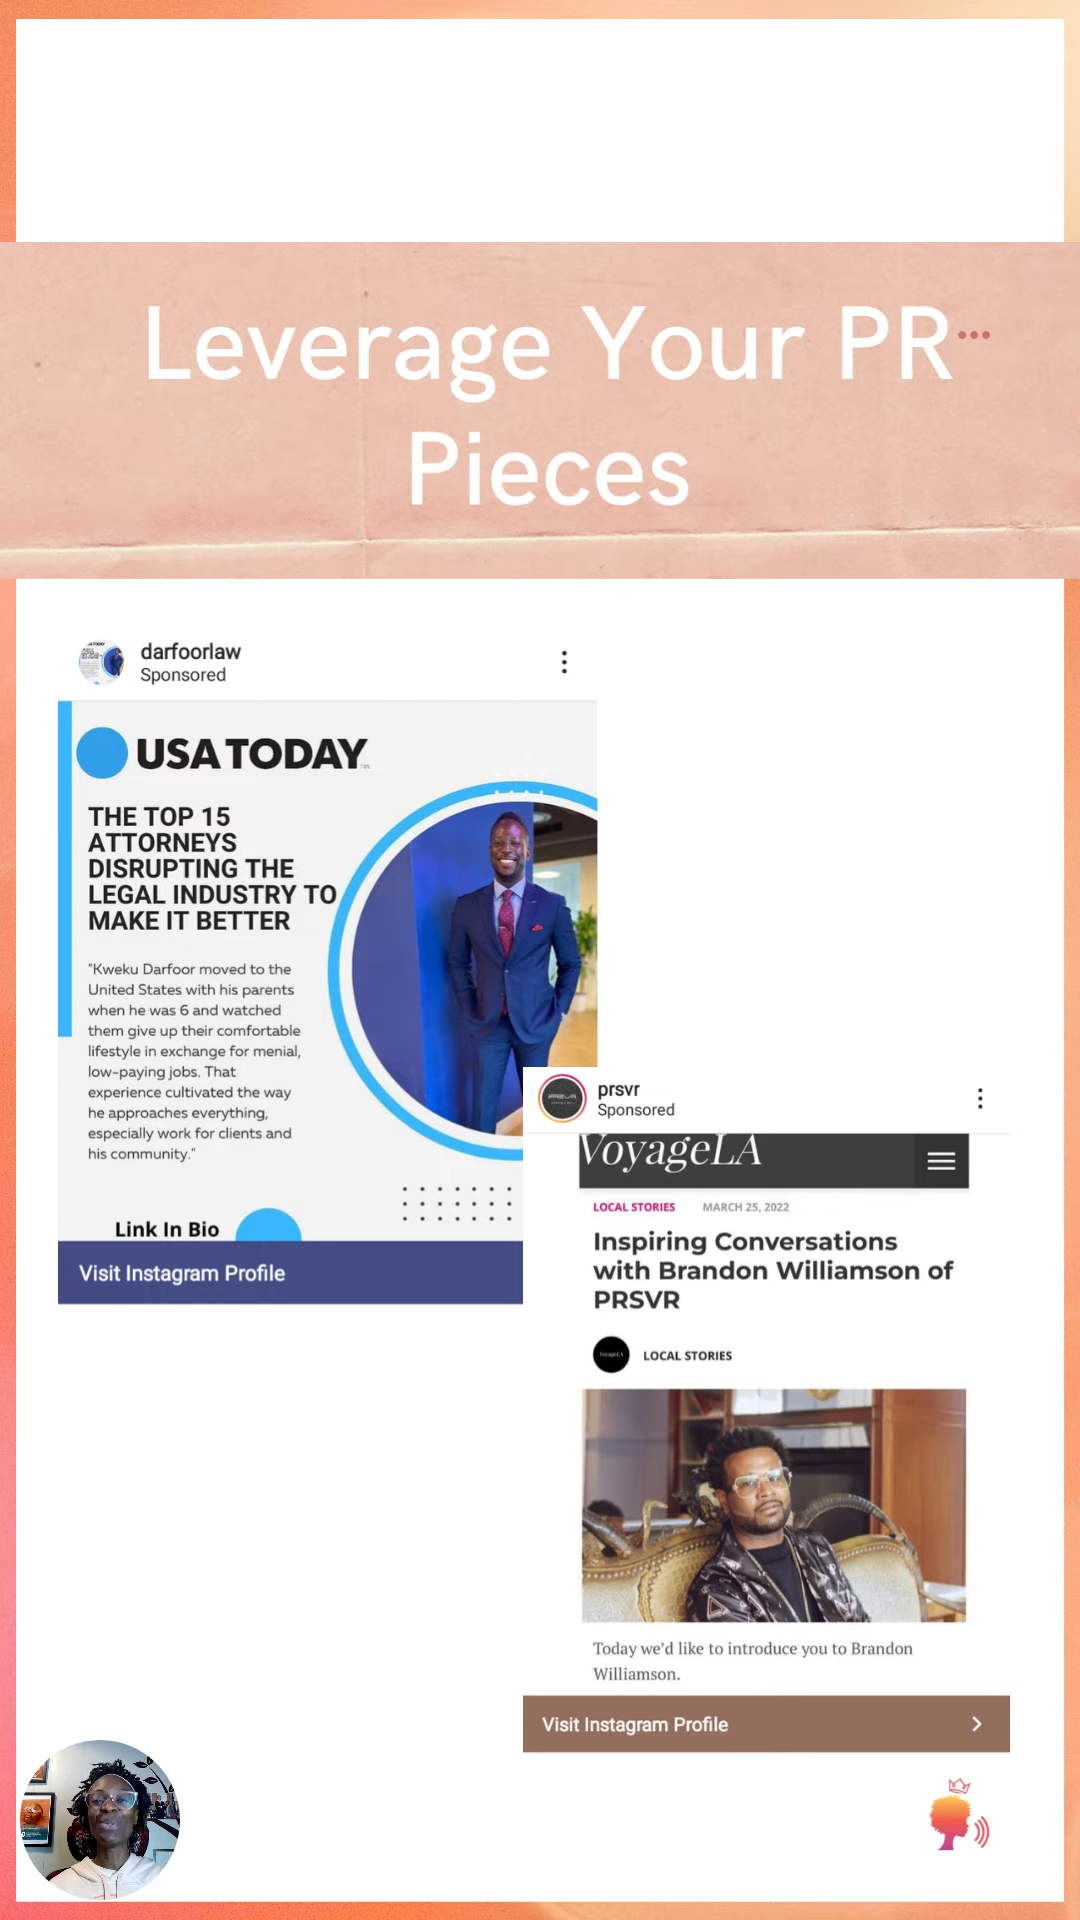 Leverage Your PR
Pieces
darfoorlaw
Sponsored
USA TODAY
THE TOP 15
ATTORNEYS
DISRUPTING THE
LEGAL INDUSTRY TO
MAKE IT BETTER
"Kweku Darfoor moved to the
United States with his parents
when he was 6 and watched
them give up their comfortable
lifestyle in exchange for menial,
low-paying jobs. That
experience cultivated the way
he approaches everything,
especially work for clients and
his community."
Link In Bio
Visit Instagram Profile
prsvr
Sponsored
VoyageLA
LOCAL STORIES MARCH 25, 2022
Inspiring Conversations
with Brandon Williamson of
PRSVR
VoyageLA
LOCAL STORIES
Today we'd like to introduce you to Brandon
Williamson.
Visit Instagram Profile